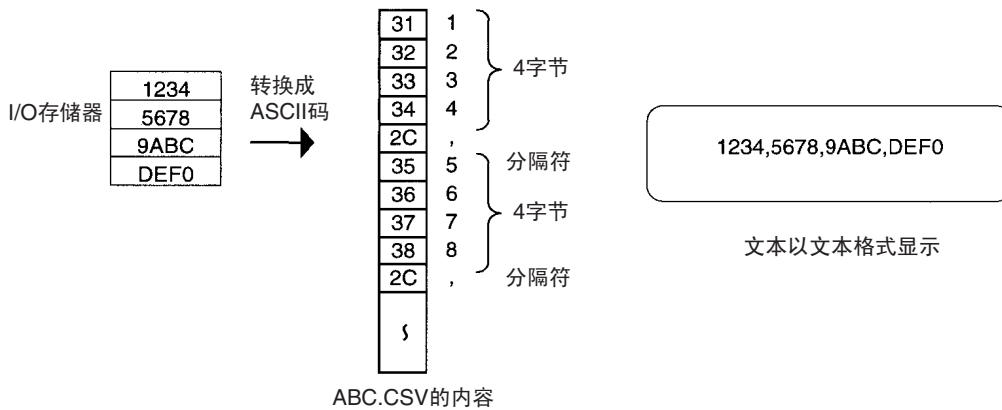 I/O存储器
1234
5678
9ABC
DEF0
转换成
ASCII码
31 1
32 2
33 3
34 4
2C ,
35 5
36 6
37 7
38 8
2C ,
4字节
分隔符
4字节
分隔符
ABC.CSV的内容
1234,5678,9ABC,DEF0
文本以文本格式显示